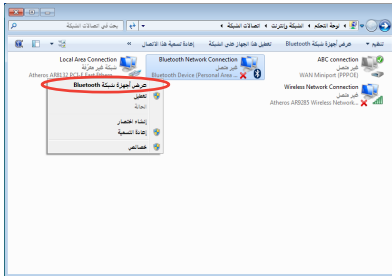 لوحة التحكم ◂ الشبكة وإنترنت ◂ اتصالات الشبكة ◂
بحث في اتصالات الشبكة
تنظيم
عرض أجهزة شبكة Bluetooth
تعطيل هذا الجهاز على الشبكة
إعادة تسمية هذا الاتصال
»
ABC connection
غير متصل
WAN Miniport (PPPOE)
Bluetooth Network Connection
غير متصل
Bluetooth Device (Personal Area ...
Local Area Connection
شبكة غير معرّفة
Atheros AR8132 PCI-E Fast Ethern...
Wireless Network Connection
غير متصل
Atheros AR9285 Wireless Network...
عرض أجهزة شبكة Bluetooth
تعطيل
الحالة
إنشاء اختصار
إعادة التسمية
خصائص